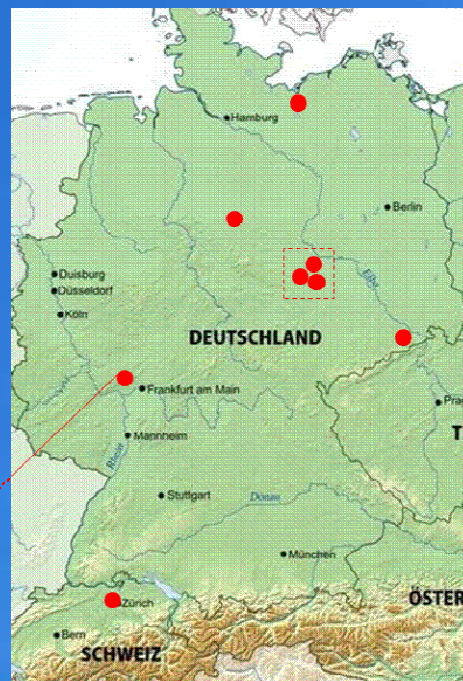 Hamburg
Berlin
Duisburg
Düsseldorf
Elbe
Köln
DEUTSCHLAND
Frankfurt am Main
Pra
Mannheim
T
Rhein
Stuttgart
Donau
München
Zürich
ÖSTER
Bern
SCHWEIZ